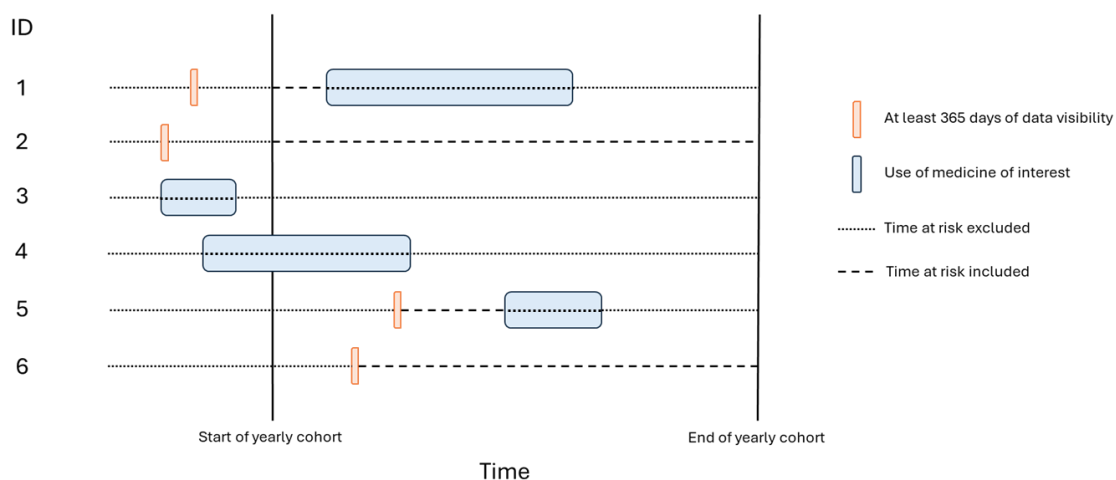 ID
1
2
3
4
5
6
At least 365 days of data visibility
Use of medicine of interest
Time at risk excluded
Time at risk included
Start of yearly cohort
End of yearly cohort
Time